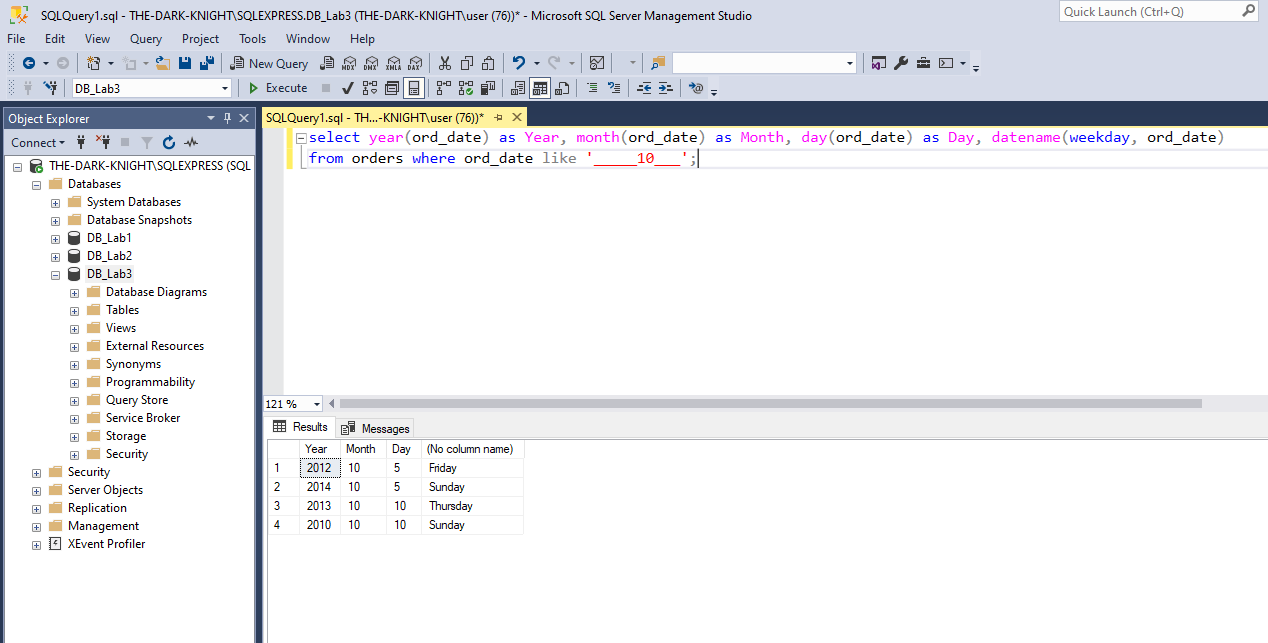 SQLQuery1.sql - THE-DARK-KNIGHT\SQLEXPRESS.DB_Lab3 (THE-DARK-KNIGHT\user (76))* - Microsoft SQL Server Management Studio
Quick Launch (Ctrl+Q)
File Edit View Query Project Tools Window Help
New Query MDX DMX XMLA DAX
DB_Lab3 Execute
Object Explorer
SQLQuery1.sql - TH...-KNIGHT\user (76))*
Connect
THE-DARK-KNIGHT\SQLEXPRESS (SQL
Databases
System Databases
Database Snapshots
DB_Lab1
DB_Lab2
DB_Lab3
Database Diagrams
Tables
Views
External Resources
Synonyms
Programmability
Query Store
Service Broker
Storage
Security
Security
Server Objects
Replication
Management
XEvent Profiler
select year(ord_date) as Year, month(ord_date) as Month, day(ord_date) as Day, datename(weekday, ord_date)
from orders where ord_date like '_____10___';
121 %
Results Messages
Year Month Day (No column name)
1 2012 10 5 Friday
2 2014 10 5 Sunday
3 2013 10 10 Thursday
4 2010 10 10 Sunday